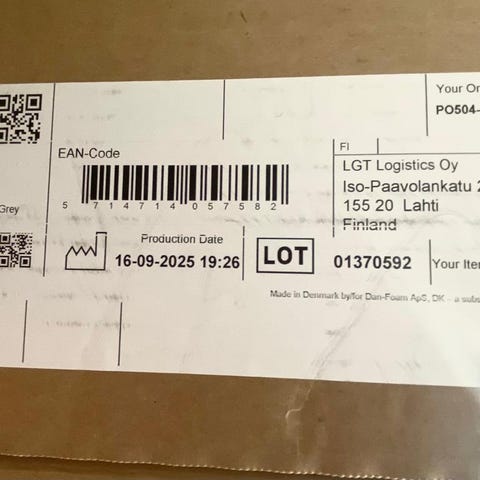 Your Or
PO504-
EAN-Code
5 714714 057582
Grey
FI
LGT Logistics Oy
Iso-Paavolankatu 2
155 20 Lahti
Finland
Production Date
16-09-2025 19:26
LOT
01370592
Your Iter
Made in Denmark by/for Dan-Foam ApS, DK - a subs